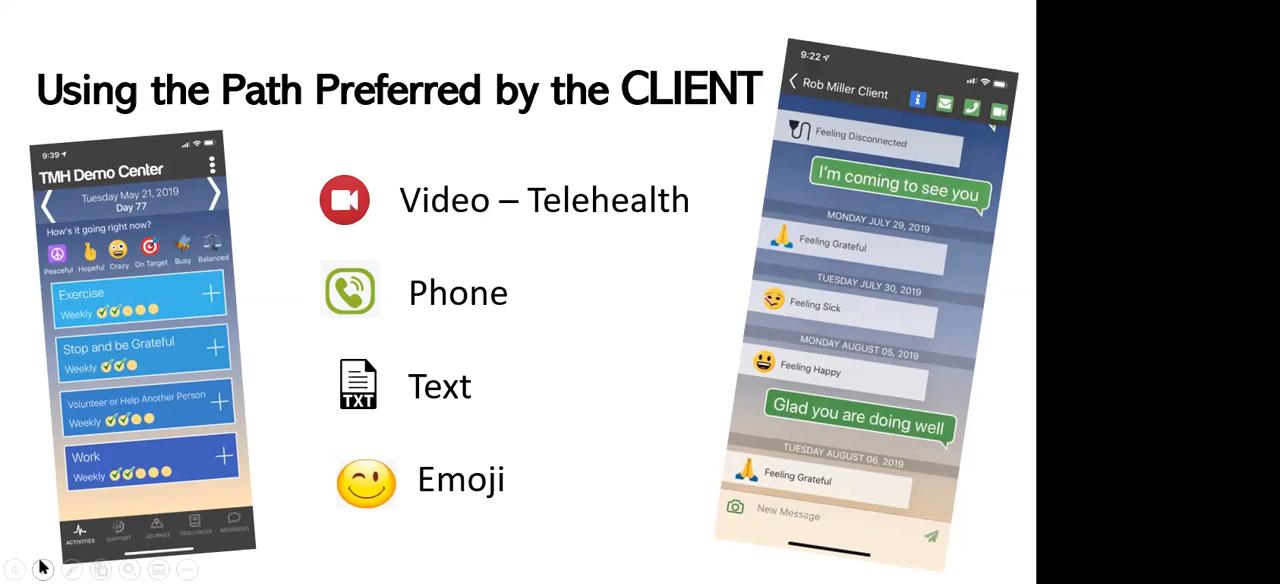 Using the Path Preferred by the CLIENT
9:39
TMH Demo Center
Tuesday May 21, 2019
Day 77
How's it going right now?
Peaceful Hopeful Crazy On Target Busy Balanced
Exercise
Weekly
Stop and be Grateful
Weekly
Volunteer or Help Another Person
Weekly
Work
Weekly
ACTIVITIES SUPPORT JOURNEY RESOURCES MESSAGES
Video – Telehealth
Phone
TXT
Text
Emoji
9:22
Rob Miller Client
Feeling Disconnected
I'm coming to see you
MONDAY JULY 29, 2019
Feeling Grateful
TUESDAY JULY 30, 2019
Feeling Sick
MONDAY AUGUST 05, 2019
Feeling Happy
Glad you are doing well
TUESDAY AUGUST 06, 2019
Feeling Grateful
New Message